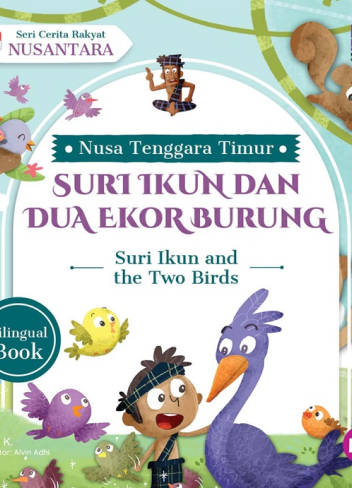 Seri Cerita Rakyat
NUSANTARA
• Nusa Tenggara Timur •
SURI IKUN DAN
DUA EKOR BURUNG
Suri Ikun and
the Two Birds
ilingual
Book
K.
tor: Alvin Adhi